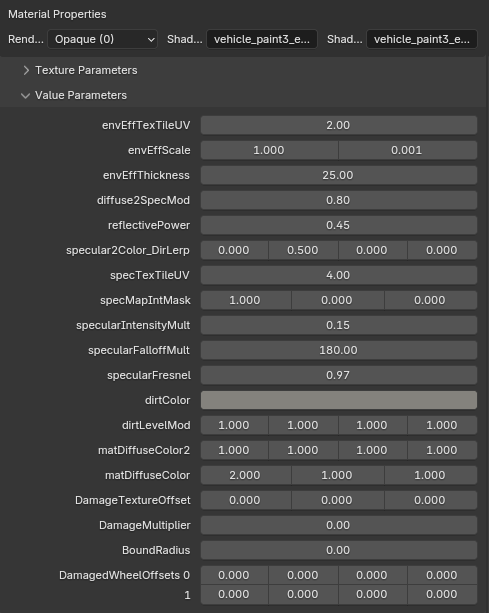 Material Properties
Rend... Opaque (0) Shad... vehicle_paint3_e... Shad... vehicle_paint3_e...
Texture Parameters
Value Parameters
envEffTexTileUV 2.00
envEffScale 1.000 0.001
envEffThickness 25.00
diffuse2SpecMod 0.80
reflectivePower 0.45
specular2Color_DirLerp 0.000 0.500 0.000 0.000
specTexTileUV 4.00
specMapIntMask 1.000 0.000 0.000
specularIntensityMult 0.15
specularFalloffMult 180.00
specularFresnel 0.97
dirtColor
dirtLevelMod 1.000 1.000 1.000 1.000
matDiffuseColor2 1.000 1.000 1.000 1.000
matDiffuseColor 2.000 1.000 1.000
DamageTextureOffset 0.000 0.000 0.000
DamageMultiplier 0.00
BoundRadius 0.00
DamagedWheelOffsets 0 0.000 0.000 0.000 0.000
1 0.000 0.000 0.000 0.000